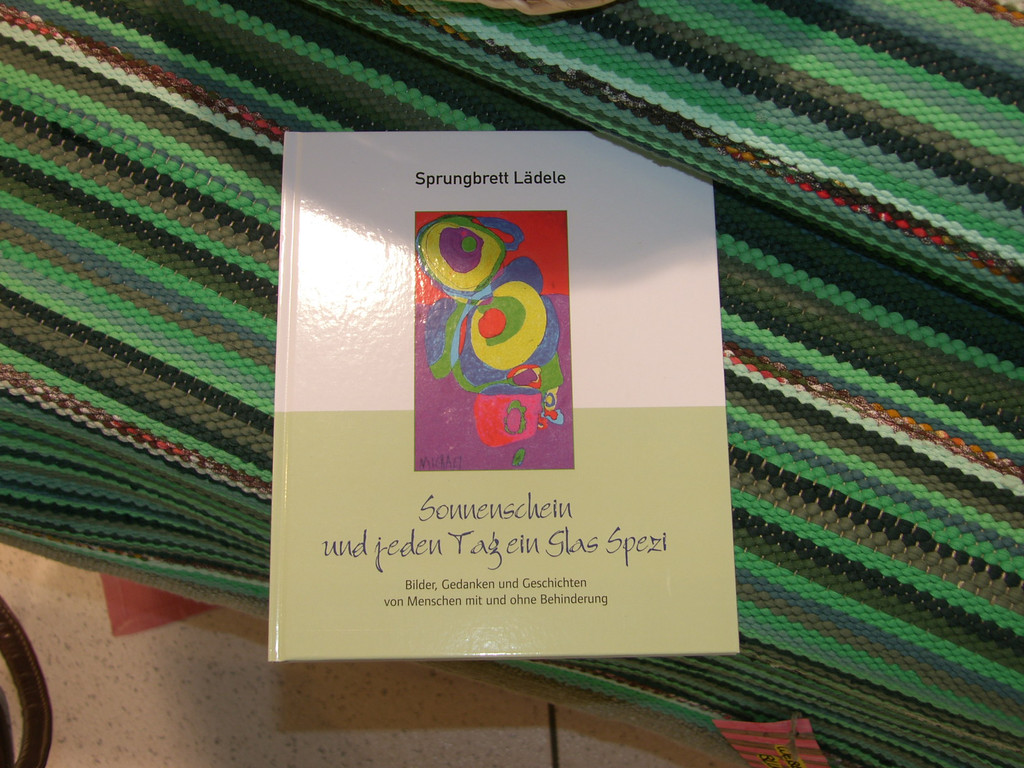 Sprungbrett Lädele
Sonnenschein
und jeden Tag ein Glas Spezi
Bilder, Gedanken und Geschichten
von Menschen mit und ohne Behinderung